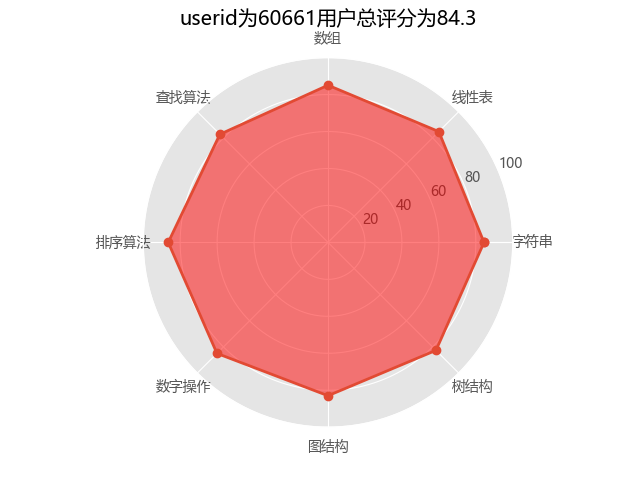 userid为60661用户总评分为84.3
数组
查找算法
线性表
100
80
60
40
20
排序算法
字符串
数字操作
树结构
图结构